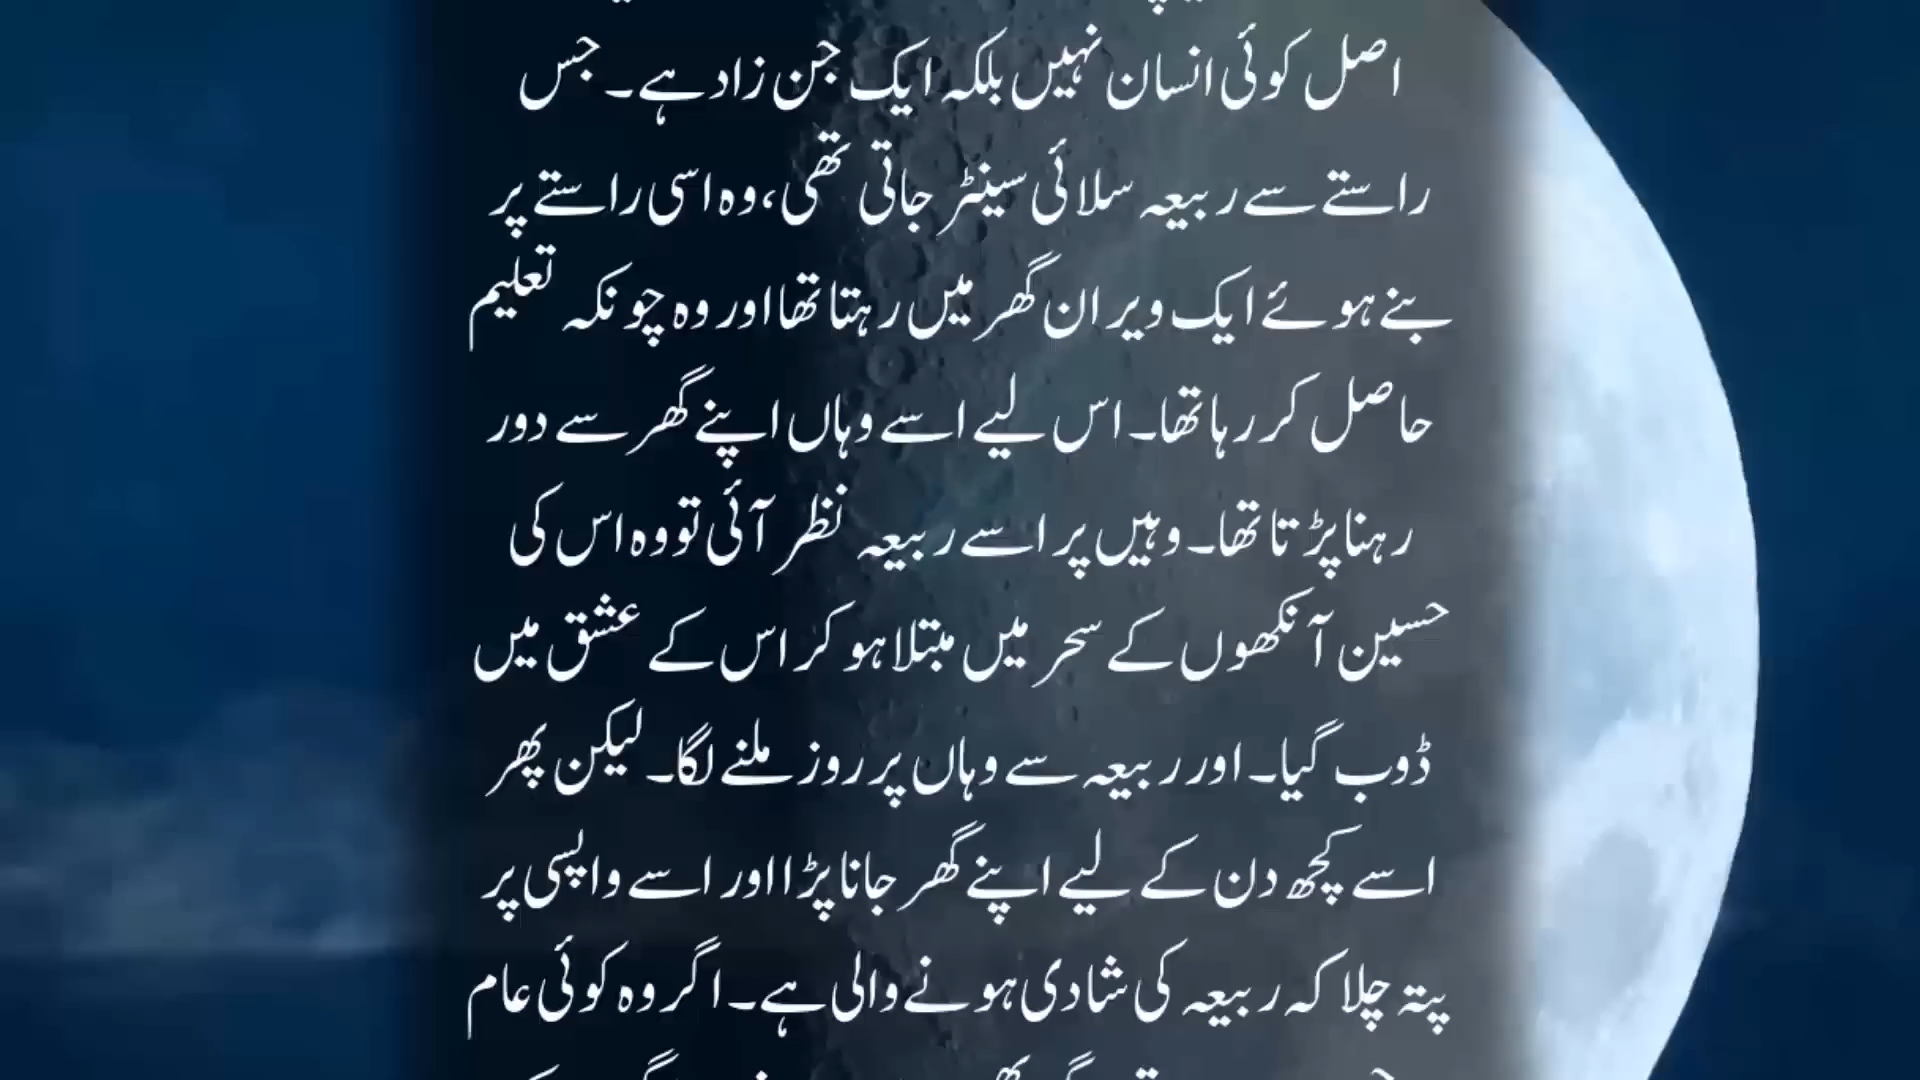 اصل کوئی انسان نہیں بلکہ ایک جن زاد ہے۔ جس
راستے سے ربیعہ سلائی سینٹر جاتی تھی، وہ اسی راستے پر
بنے ہوئے ایک ویران گھر میں رہتا تھا اور وہ چونکہ تعلیم
حاصل کر رہا تھا۔ اس لیے اسے وہاں اپنے گھر سے دور
رہنا پڑتا تھا۔ وہیں پر اسے ربیعہ نظر آئی تو وہ اس کی
حسین آنکھوں کے سحر میں مبتلا ہو کر اس کے عشق میں
ڈوب گیا۔ اور ربیعہ سے وہاں پر روز ملنے لگا۔ لیکن پھر
اسے کچھ دن کے لیے اپنے گھر جانا پڑا اور اسے واپسی پر
پتہ چلا کہ ربیعہ کی شادی ہونے والی ہے۔ اگر وہ کوئی عام